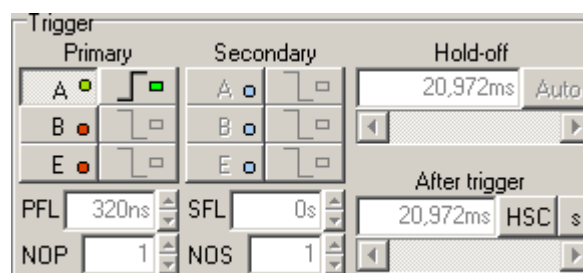 Trigger
Primary Secondary Hold-off
A A 20,972ms Auto
B B
E E After trigger
PFL 320ns SFL 0s 20,972ms HSC s
NOP 1 NOS 1